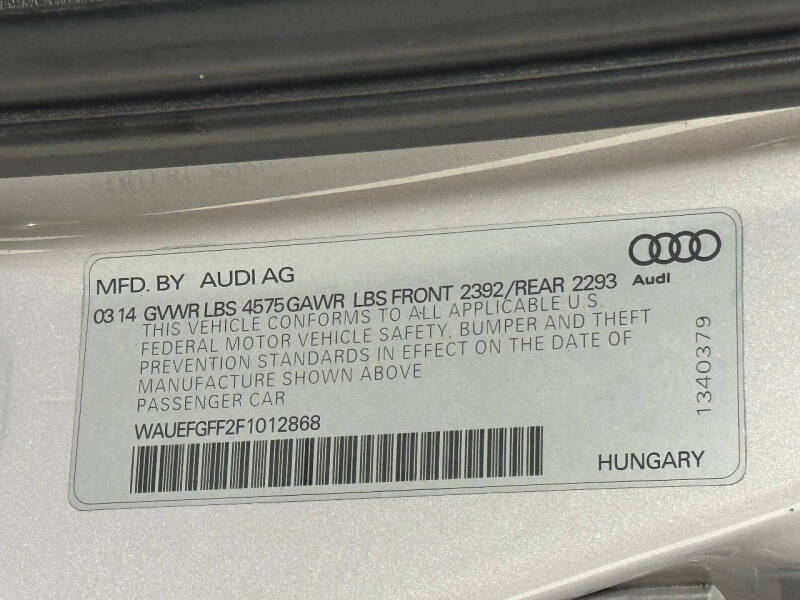 MFD. BY AUDI AG
Audi
03 14 GVWR LBS 4575 GAWR LBS FRONT 2392/REAR 2293
THIS VEHICLE CONFORMS TO ALL APPLICABLE U.S.
FEDERAL MOTOR VEHICLE SAFETY, BUMPER AND THEFT
PREVENTION STANDARDS IN EFFECT ON THE DATE OF
MANUFACTURE SHOWN ABOVE
PASSENGER CAR
WAUEFGFF2F1012868
HUNGARY
1340379